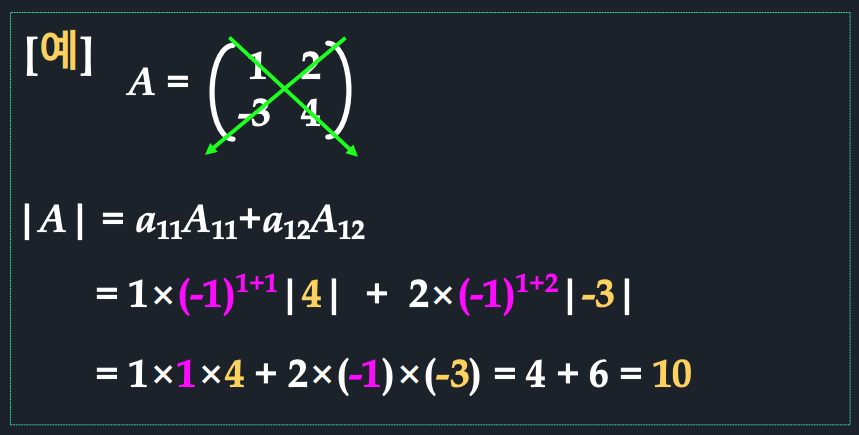 [예]
A = ( 1 2
-3 4 )
|A| = a₁₁A₁₁+a₁₂A₁₂
= 1×(-1)¹⁺¹|4| + 2×(-1)¹⁺²|-3|
= 1×1×4 + 2×(-1)×(-3) = 4 + 6 = 10